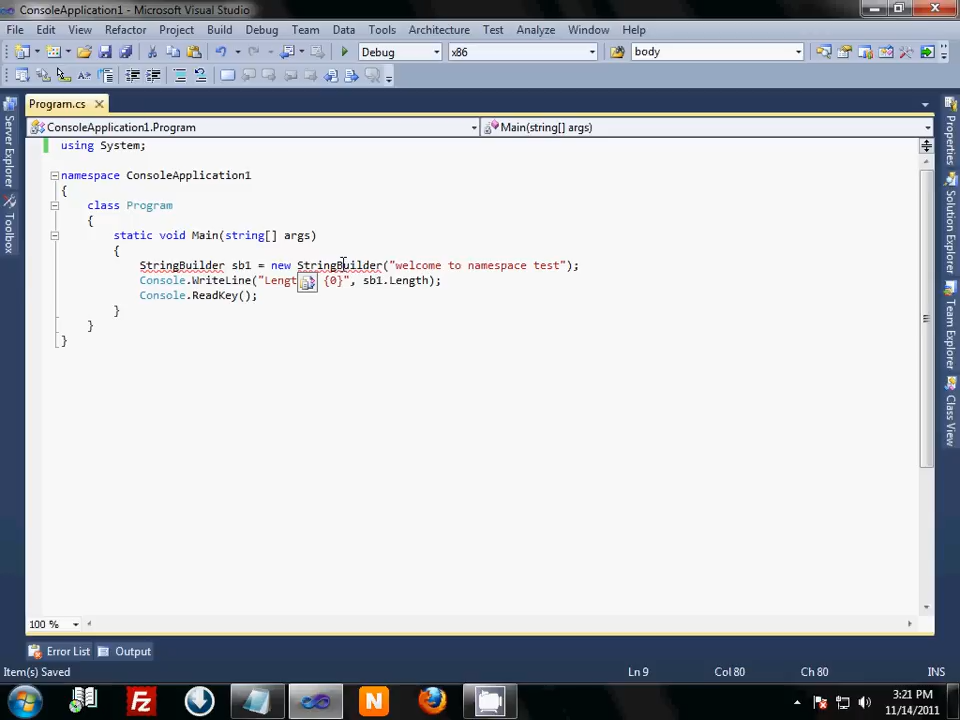 ConsoleApplication1 - Microsoft Visual Studio
File Edit View Refactor Project Build Debug Team Data Tools Architecture Test Analyze Window Help
Debug x86 body
Program.cs
ConsoleApplication1.Program Main(string[] args)
using System;
namespace ConsoleApplication1
{
class Program
{
static void Main(string[] args)
{
StringBuilder sb1 = new StringBuilder("welcome to namespace test");
Console.WriteLine("Lengt {0}", sb1.Length);
Console.ReadKey();
}
}
}
Server Explorer
Toolbox
Properties
Solution Explorer
Team Explorer
Class View
100 %
Error List Output
Item(s) Saved Ln 9 Col 80 Ch 80 INS
3:21 PM
11/14/2011